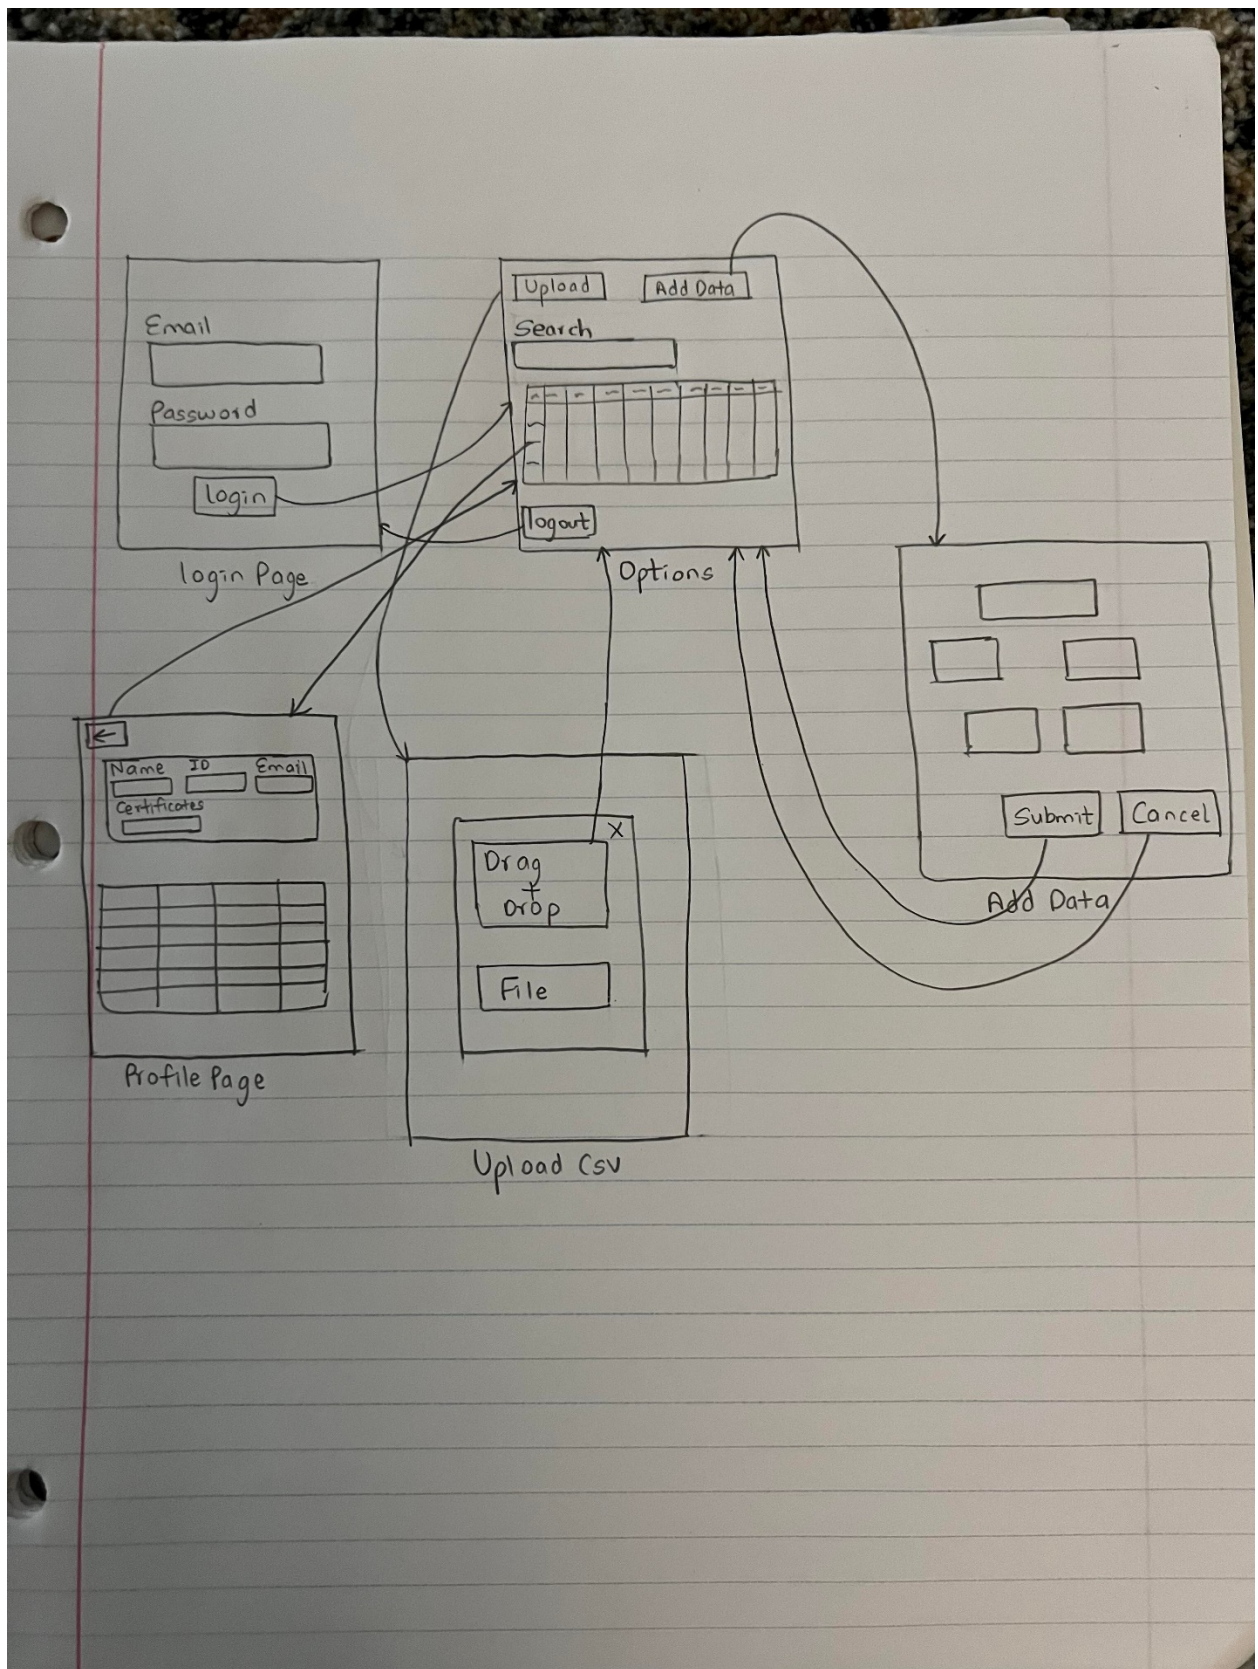 Email
Password
login
login Page
Upload
Add Data
Search
logout
Options
Name ID Email
Certificates
Profile Page
X
Drag
+
Drop
File
Upload Csv
Submit
Cancel
Add Data